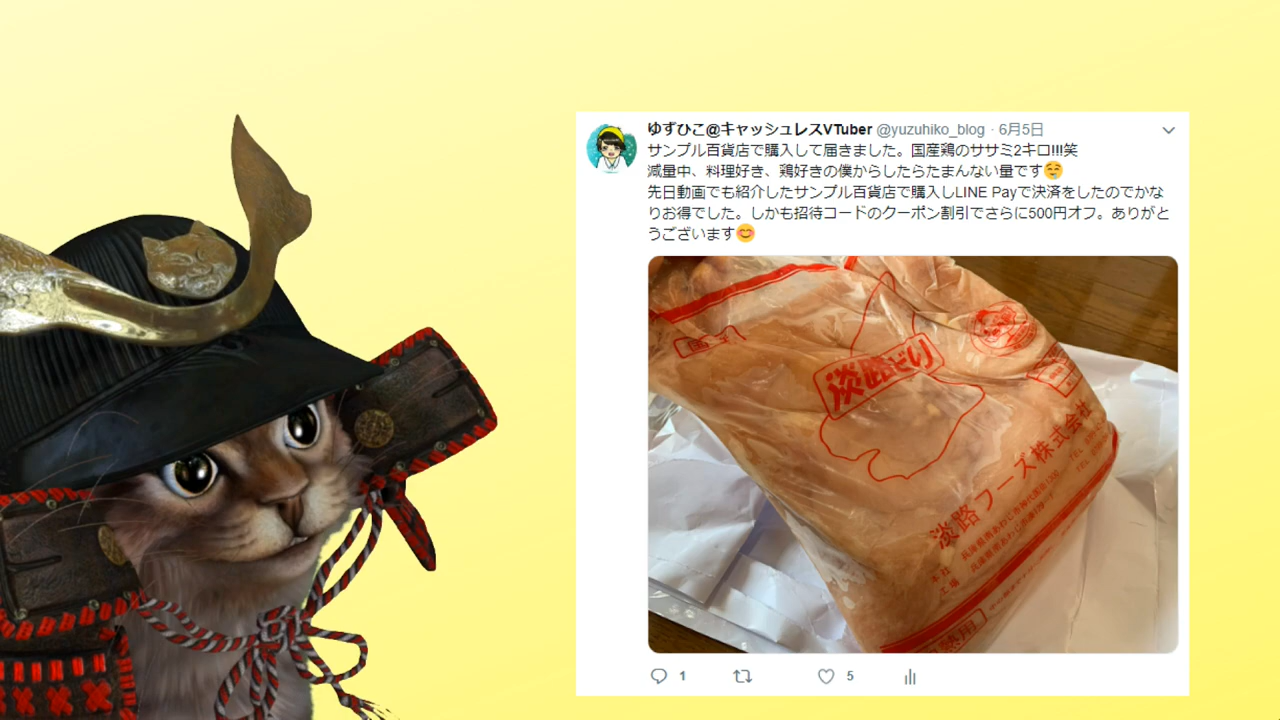 ゆずひこ@キャッシュレスVTuber @yuzuhiko_blog · 6月5日
サンプル百貨店で購入して届きました。国産鶏のササミ2キロ!!!笑
減量中、料理好き、鶏好きの僕からしたらたまんない量です😊
先日動画でも紹介したサンプル百貨店で購入しLINE Payで決済をしたのでかな
りお得でした。しかも招待コードのクーポン割引でさらに500円オフ。ありがと
うございます😊
淡路どり
淡路フーズ株式会社
本社
工場
1
5